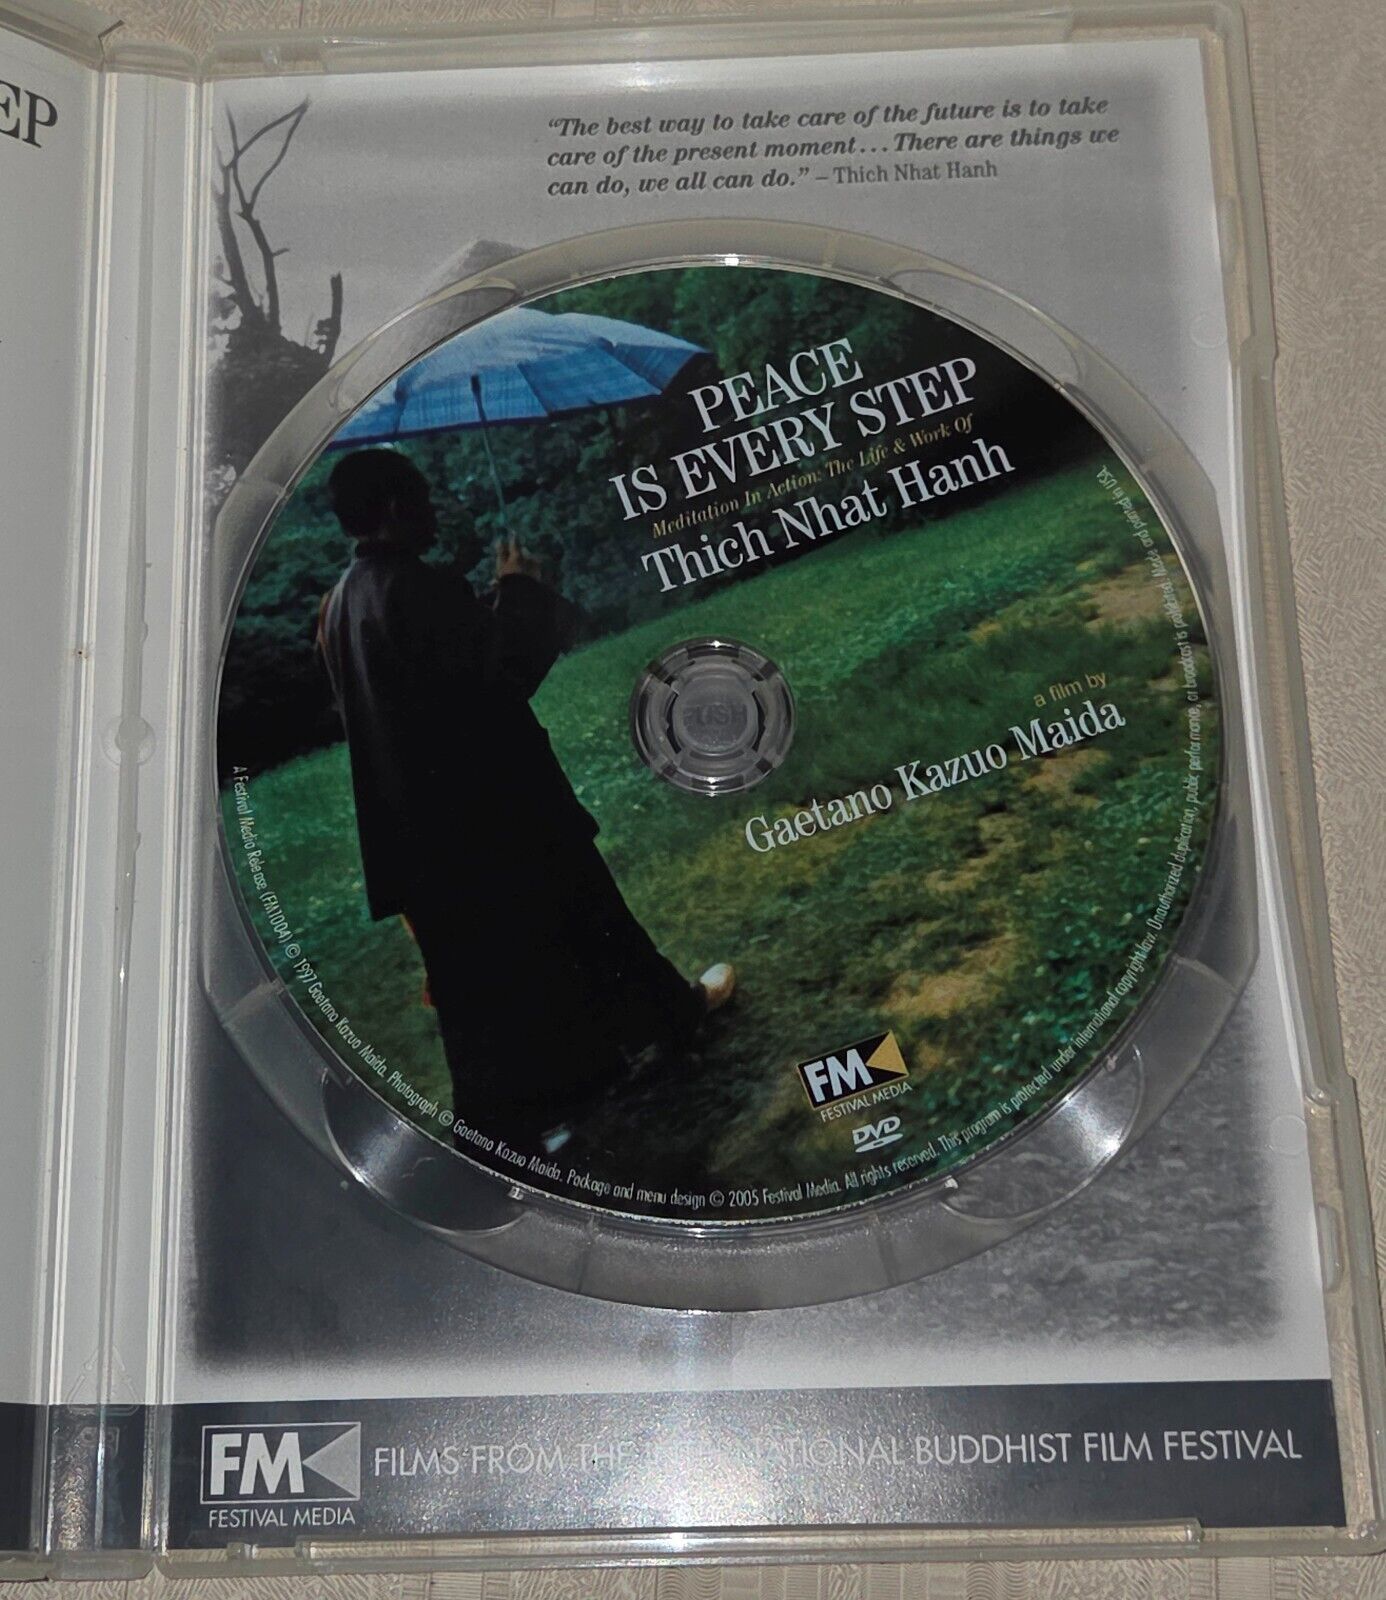 EP
“The best way to take care of the future is to take
care of the present moment... There are things we
can do, we all can do.” – Thich Nhat Hanh
PEACE
IS EVERY STEP
Meditation In Action: The Life & Work Of
Thich Nhat Hanh
PUSH
a film by
Gaetano Kazuo Maida
FM
FESTIVAL MEDIA
DVD
A Festival Media Release (FM1004) © 1997 Gaetano Kazuo Maida. Photograph © Gaetano Kazuo Maida. Package and menu design © 2005 Festival Media. All rights reserved. This program is protected under international copyright law. Unauthorized duplication, public performance, or broadcast is prohibited. Made and printed in USA.
FM
FESTIVAL MEDIA
FILMS FROM THE INTERNATIONAL BUDDHIST FILM FESTIVAL